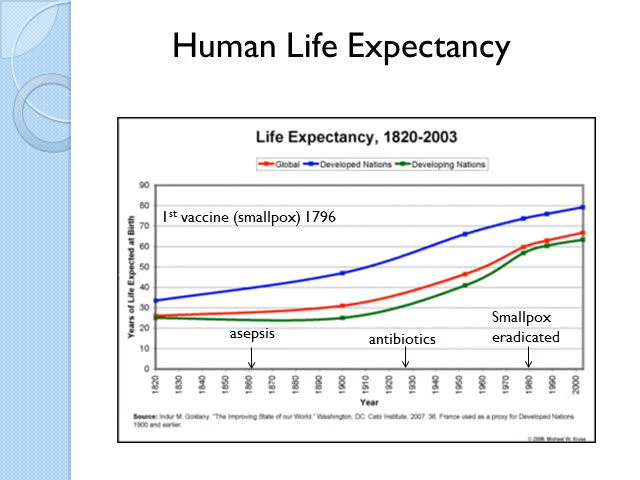 Human Life Expectancy
Life Expectancy, 1820-2003
Global Developed Nations Developing Nations
90
80
70
60
50
40
30
20
10
0
Years of Life Expected at Birth
1st vaccine (smallpox) 1796
asepsis
antibiotics
Smallpox
eradicated
1820 1830 1840 1850 1860 1870 1880 1890 1900 1910 1920 1930 1940 1950 1960 1970 1980 1990 2000
Year
Source: Indur M. Goklany. "The Improving State of our World." Washington, DC: Cato Institute, 2007. 36. France used as a proxy for Developed Nations
1900 and earlier.
© 2008, Michael W. Kruse